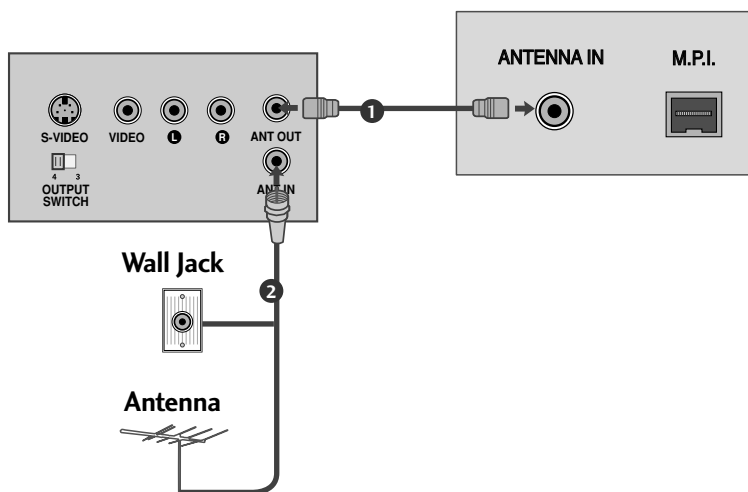 ANTENNA IN M.P.I.
1
S-VIDEO VIDEO L R ANT OUT
4 3
OUTPUT
SWITCH
ANT IN
Wall Jack
2
Antenna